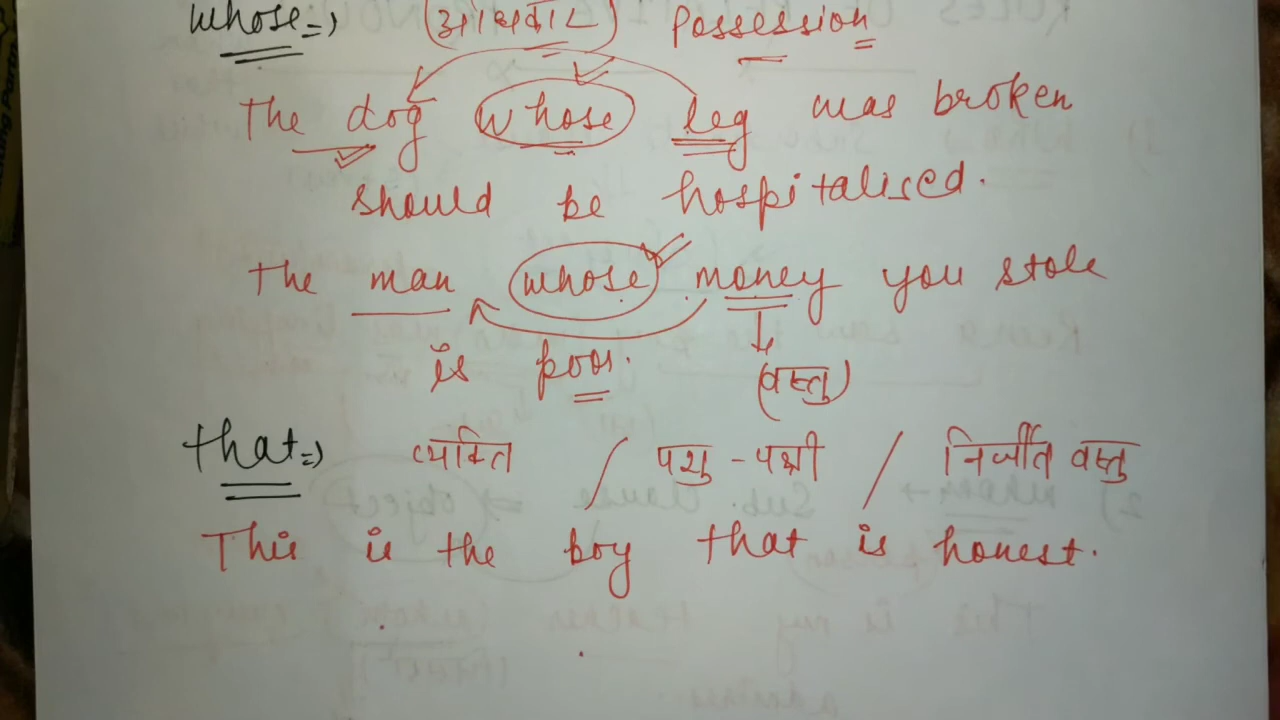 whose => (अधिकार) Possession
The dog whose leg was broken
should be hospitalised.
The man whose money you stole
is poor.
(वस्तु)
that => व्यक्ति / पशु-पक्षी / निर्जीव वस्तु
This is the boy that is honest.